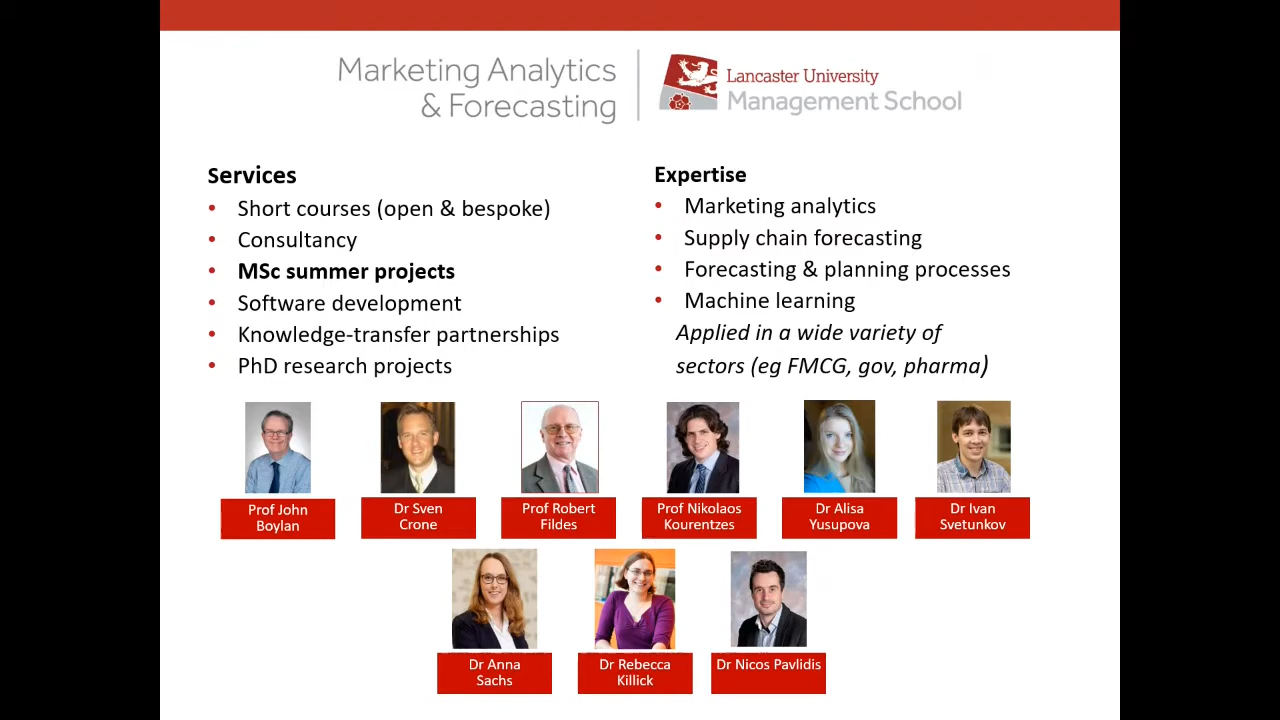 Marketing Analytics
& Forecasting
Lancaster University
Management School
Services
• Short courses (open & bespoke)
• Consultancy
• MSc summer projects
• Software development
• Knowledge-transfer partnerships
• PhD research projects
Expertise
• Marketing analytics
• Supply chain forecasting
• Forecasting & planning processes
• Machine learning
Applied in a wide variety of
sectors (eg FMCG, gov, pharma)
Prof John
Boylan
Dr Sven
Crone
Prof Robert
Fildes
Prof Nikolaos
Kourentzes
Dr Alisa
Yusupova
Dr Ivan
Svetunkov
Dr Anna
Sachs
Dr Rebecca
Killick
Dr Nicos Pavlidis